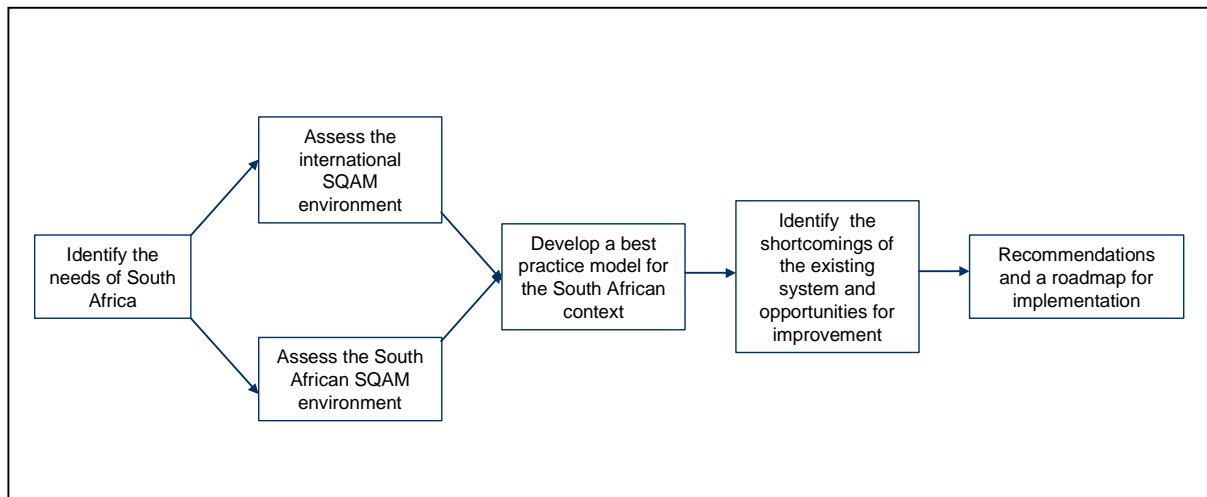 Identify the
needs of South
Africa
Assess the
international
SQAM
environment
Assess the South
African SQAM
environment
Develop a best
practice model for
the South African
context
Identify the
shortcomings of
the existing
system and
opportunities for
improvement
Recommendations
and a roadmap for
implementation